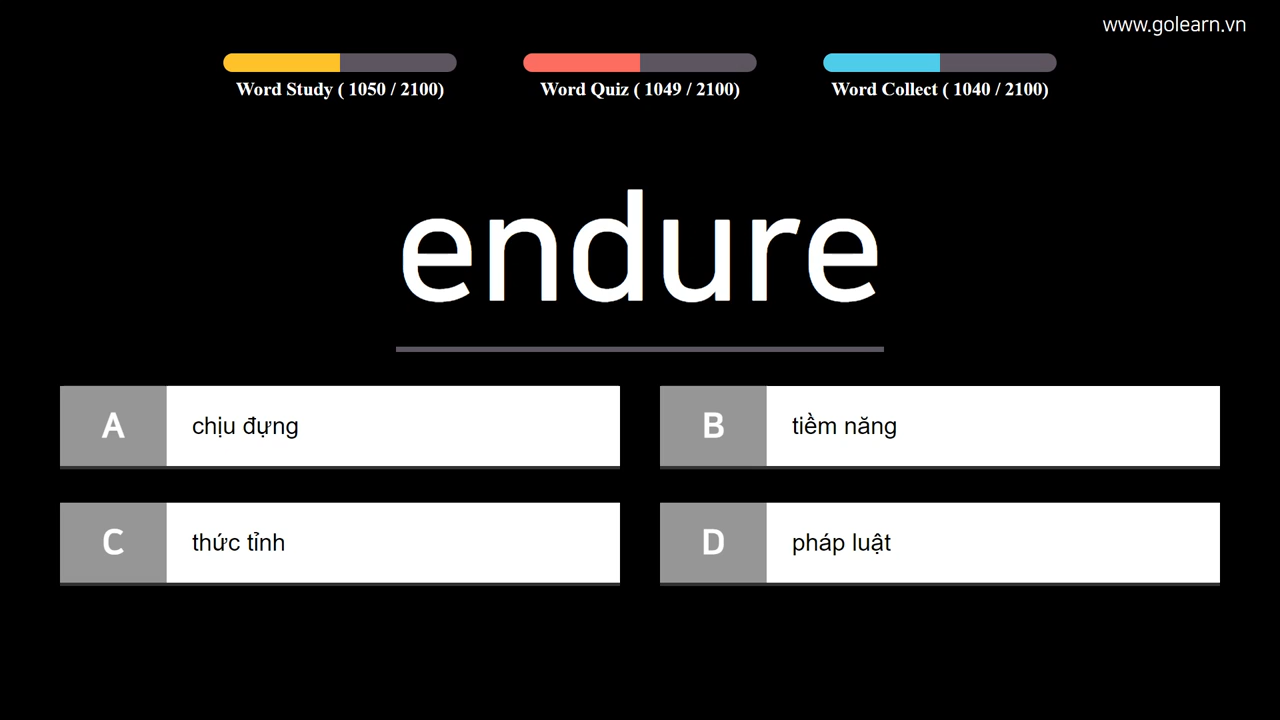 www.golearn.vn
Word Study ( 1050 / 2100)
Word Quiz ( 1049 / 2100)
Word Collect ( 1040 / 2100)
endure
A chịu đựng
B tiềm năng
C thức tỉnh
D pháp luật